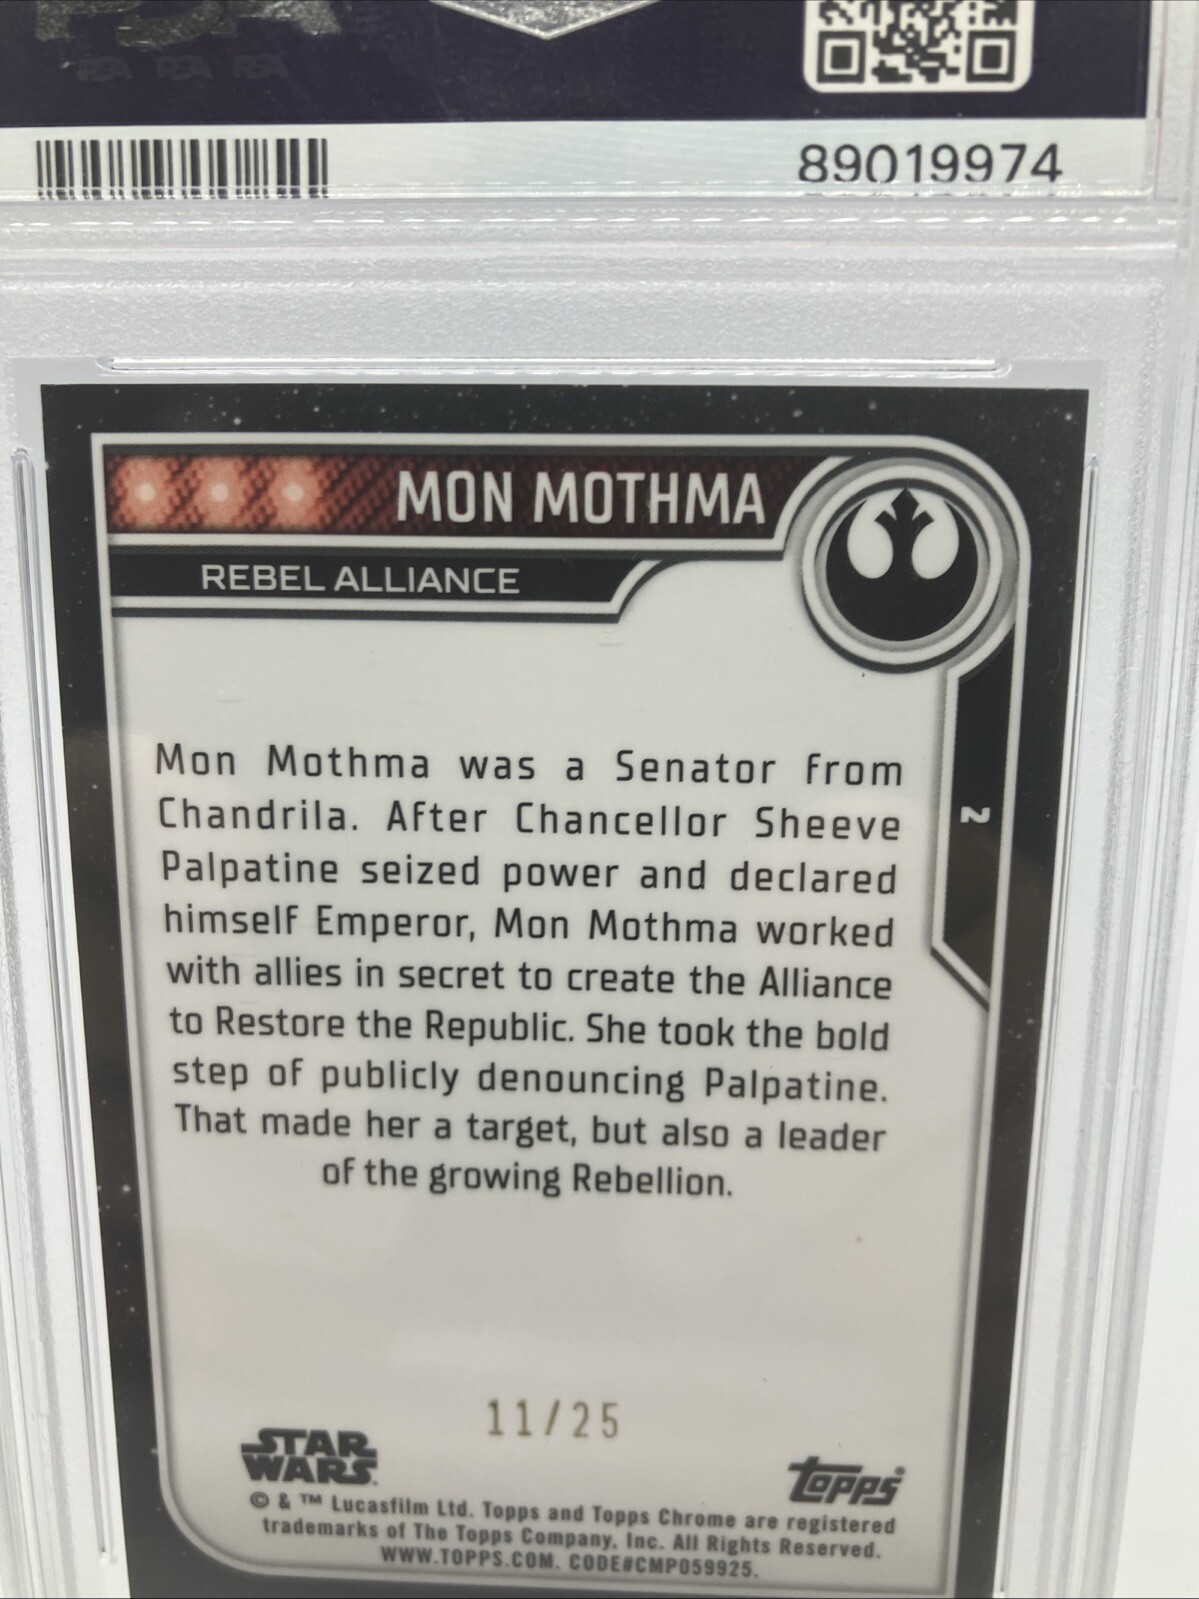 PSA
PSA PSA PSA
89019974
MON MOTHMA
REBEL ALLIANCE
2
Mon Mothma was a Senator from
Chandrila. After Chancellor Sheeve
Palpatine seized power and declared
himself Emperor, Mon Mothma worked
with allies in secret to create the Alliance
to Restore the Republic. She took the bold
step of publicly denouncing Palpatine.
That made her a target, but also a leader
of the growing Rebellion.
11/25
STAR
WARS
topps®
© & ™ Lucasfilm Ltd. Topps and Topps Chrome are registered
trademarks of The Topps Company, Inc. All Rights Reserved.
WWW.TOPPS.COM. CODE#CMP059925.